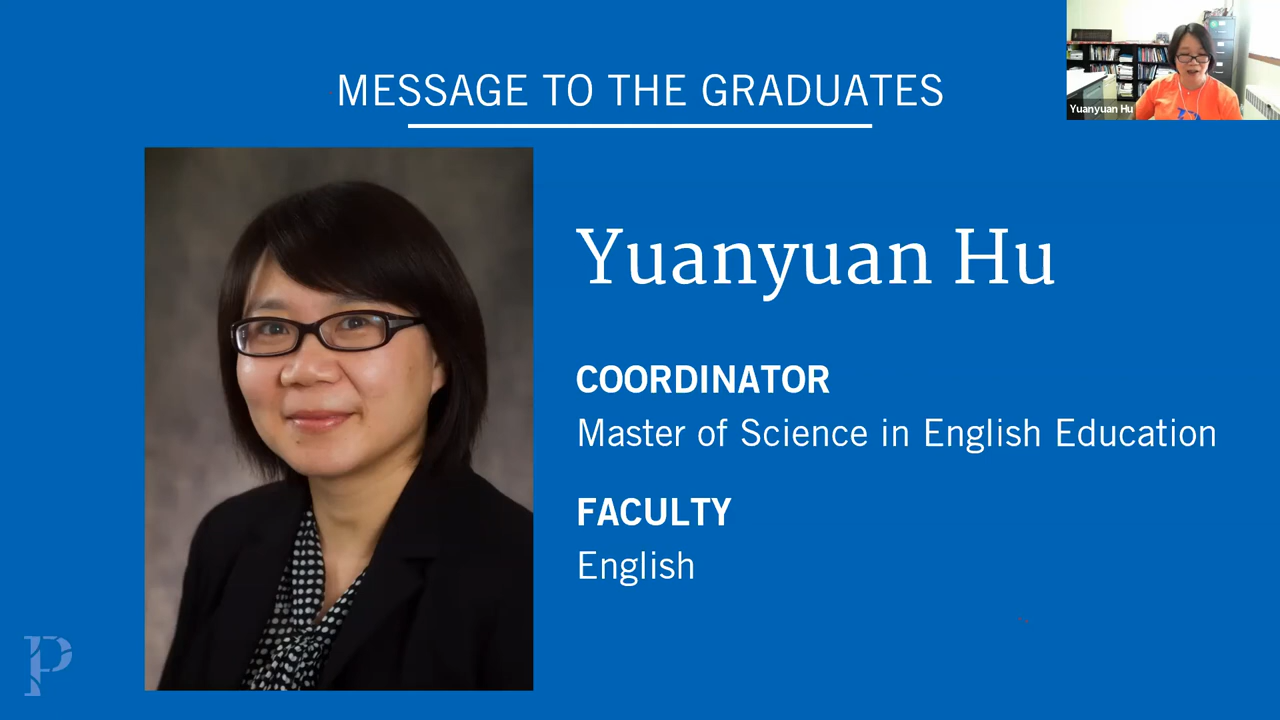 MESSAGE TO THE GRADUATES
Yuanyuan Hu
Yuanyuan Hu
COORDINATOR
Master of Science in English Education
FACULTY
English
P